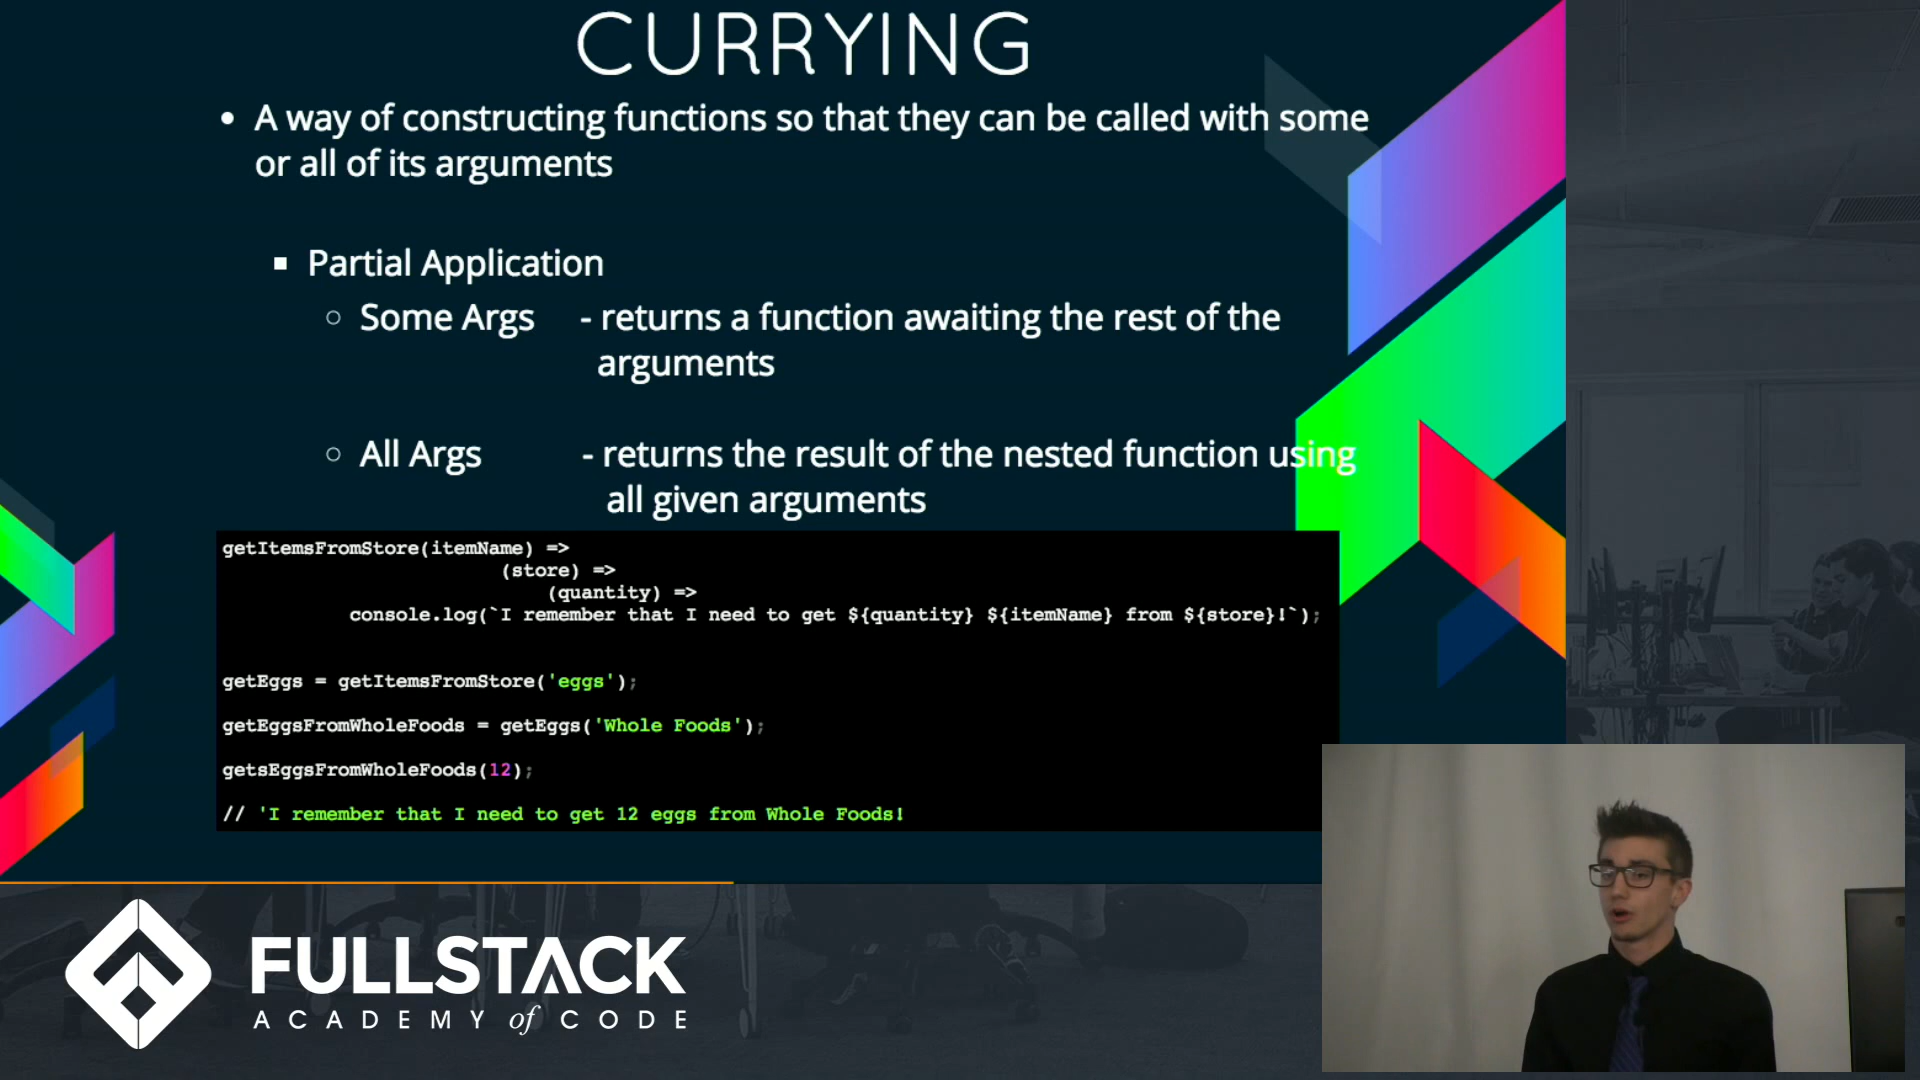 CURRYING
• A way of constructing functions so that they can be called with some
or all of its arguments
▪ Partial Application
○ Some Args - returns a function awaiting the rest of the
arguments
○ All Args - returns the result of the nested function using
all given arguments
getItemsFromStore(itemName) =>
(store) =>
(quantity) =>
console.log(`I remember that I need to get ${quantity} ${itemName} from ${store}!`);
getEggs = getItemsFromStore('eggs');
getEggsFromWholeFoods = getEggs('Whole Foods');
getsEggsFromWholeFoods(12);
// 'I remember that I need to get 12 eggs from Whole Foods!
FULLSTACK
ACADEMY of CODE